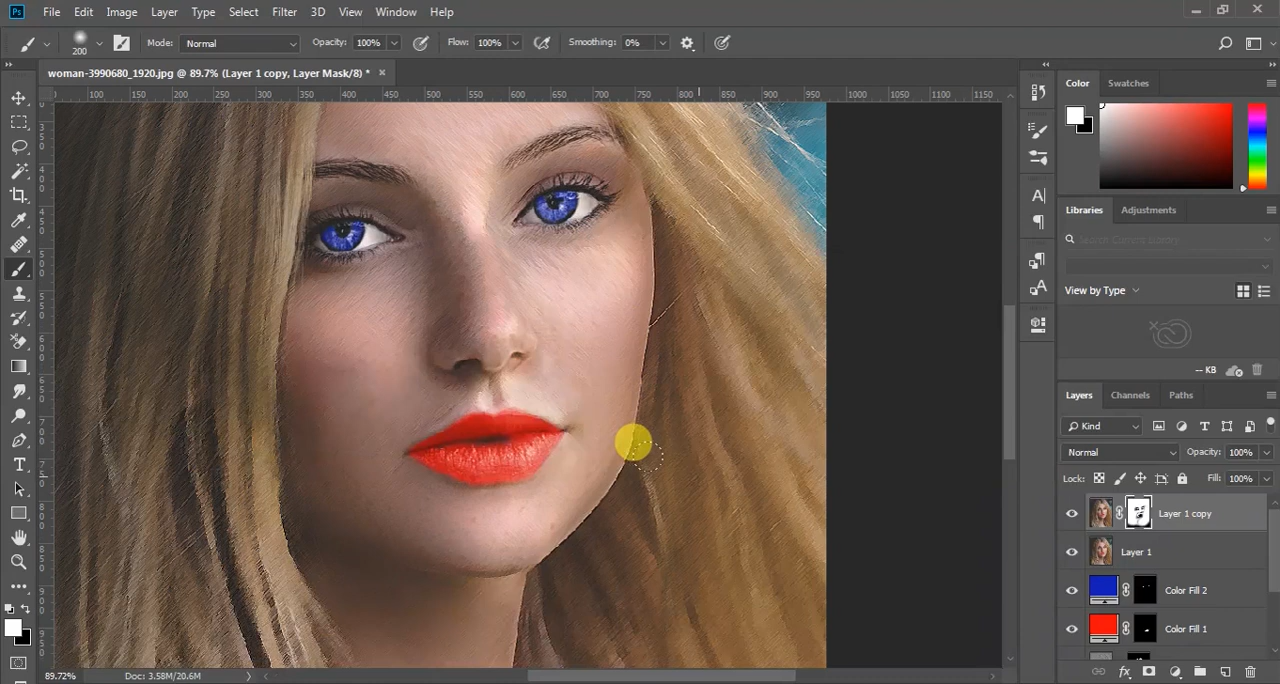 Ps File Edit Image Layer Type Select Filter 3D View Window Help
200 Mode: Normal Opacity: 100% Flow: 100% Smoothing: 0%
woman-3990680_1920.jpg @ 89.7% (Layer 1 copy, Layer Mask/8) * ×
Color Swatches
100 150 200 250 300 350 400 450 500 550 600 650 700 750 800 850 900 950 1000 1050 1100 1150
Libraries Adjustments
View by Type
-- KB
Layers Channels Paths
Kind
Normal Opacity: 100%
Lock: Fill: 100%
Layer 1 copy
Layer 1
Color Fill 2
Color Fill 1
fx
89.72% Doc: 3.58M/20.6M